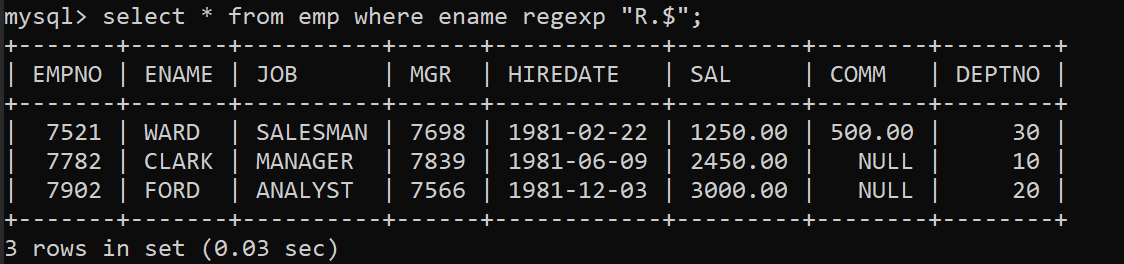 mysql> select * from emp where ename regexp "R.$";
+-------+-------+----------+------+------------+---------+--------+--------+
| EMPNO | ENAME | JOB      | MGR  | HIREDATE   | SAL     | COMM   | DEPTNO |
+-------+-------+----------+------+------------+---------+--------+--------+
|  7521 | WARD  | SALESMAN | 7698 | 1981-02-22 | 1250.00 | 500.00 |     30 |
|  7782 | CLARK | MANAGER  | 7839 | 1981-06-09 | 2450.00 |   NULL |     10 |
|  7902 | FORD  | ANALYST  | 7566 | 1981-12-03 | 3000.00 |   NULL |     20 |
+-------+-------+----------+------+------------+---------+--------+--------+
3 rows in set (0.03 sec)